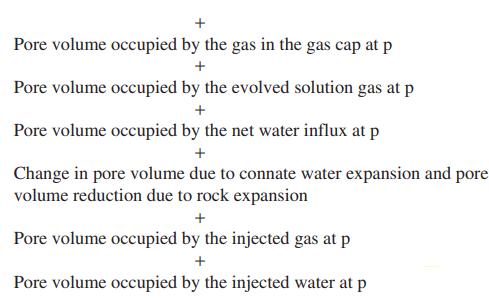 +
Pore volume occupied by the gas in the gas cap at p
+
Pore volume occupied by the evolved solution gas at p
+
Pore volume occupied by the net water influx at p
+
Change in pore volume due to connate water expansion and pore
volume reduction due to rock expansion
+
Pore volume occupied by the injected gas at p
+
Pore volume occupied by the injected water at p